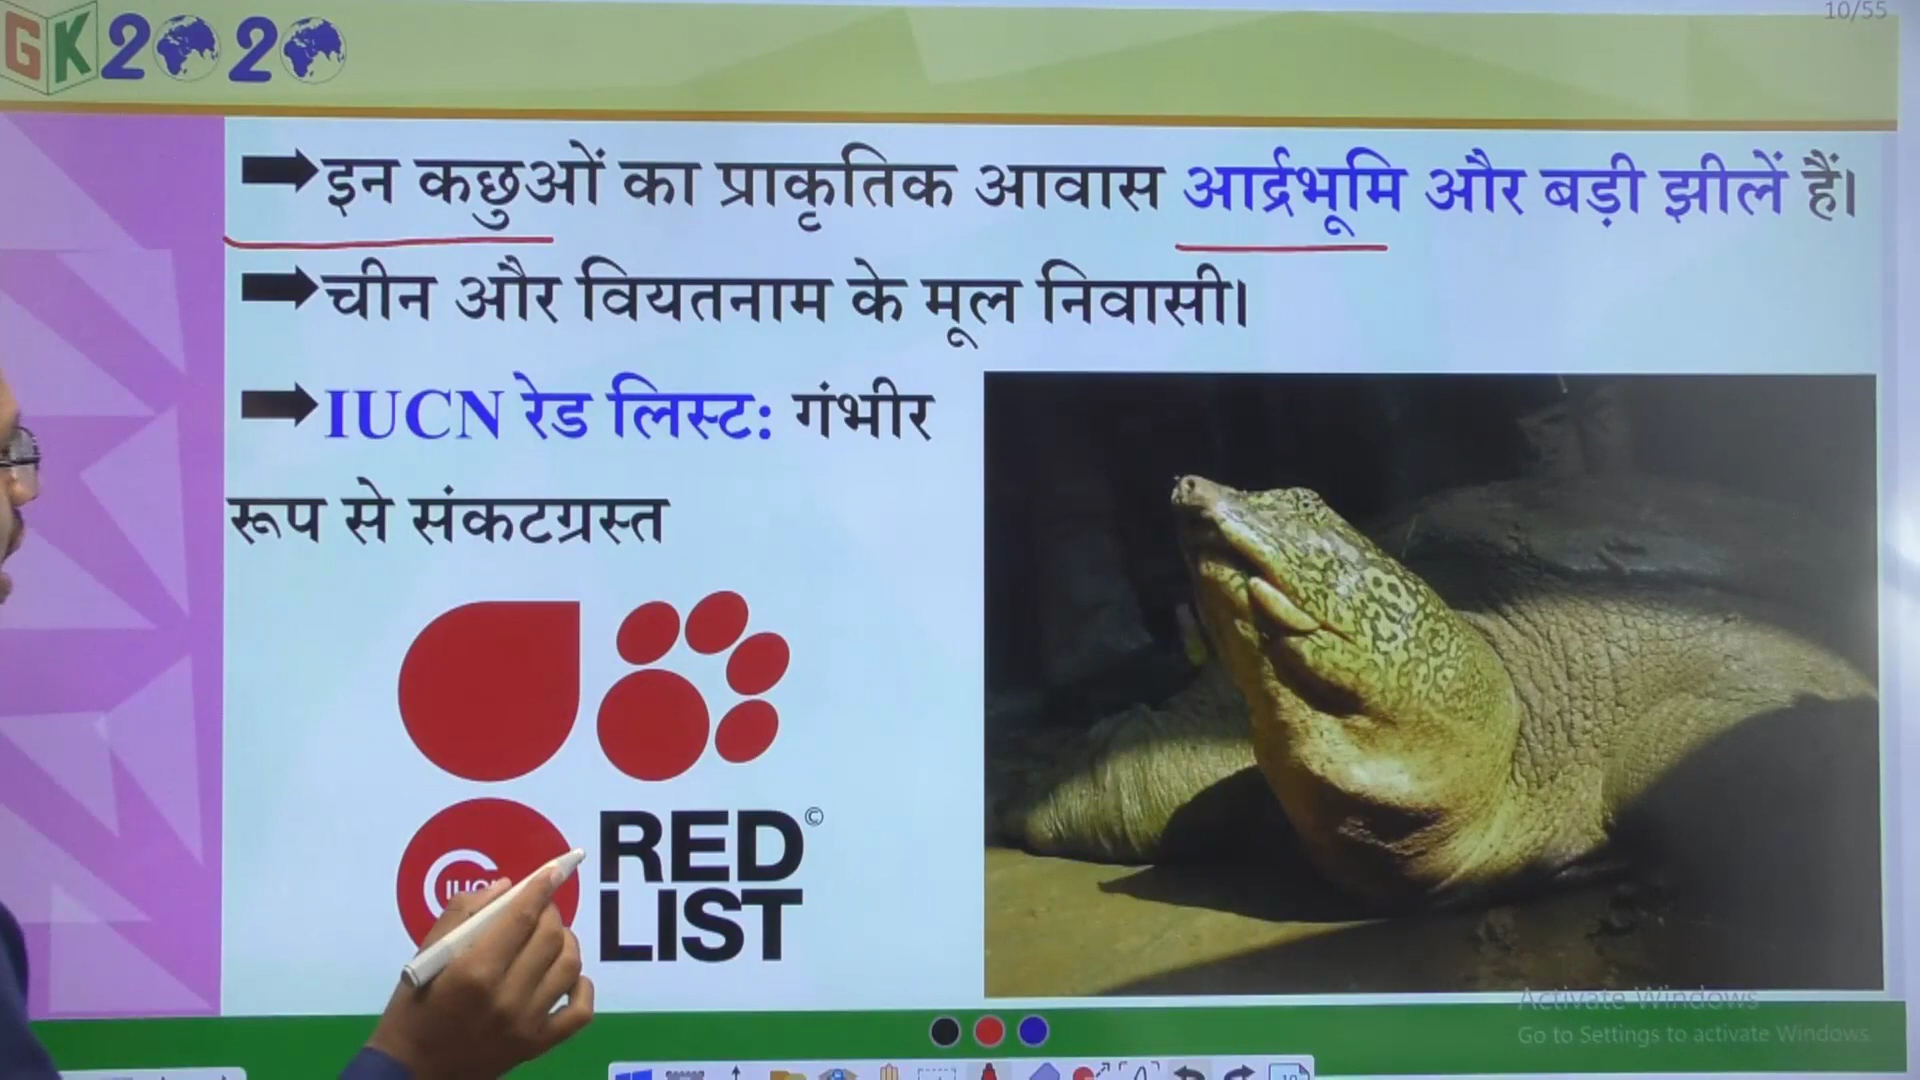 10/55
GK2020
➡इन कछुओं का प्राकृतिक आवास आर्द्रभूमि और बड़ी झीलें हैं।
➡चीन और वियतनाम के मूल निवासी।
➡IUCN रेड लिस्ट: गंभीर
रूप से संकटग्रस्त
RED
LIST©
Activate Windows
Go to Settings to activate Windows.